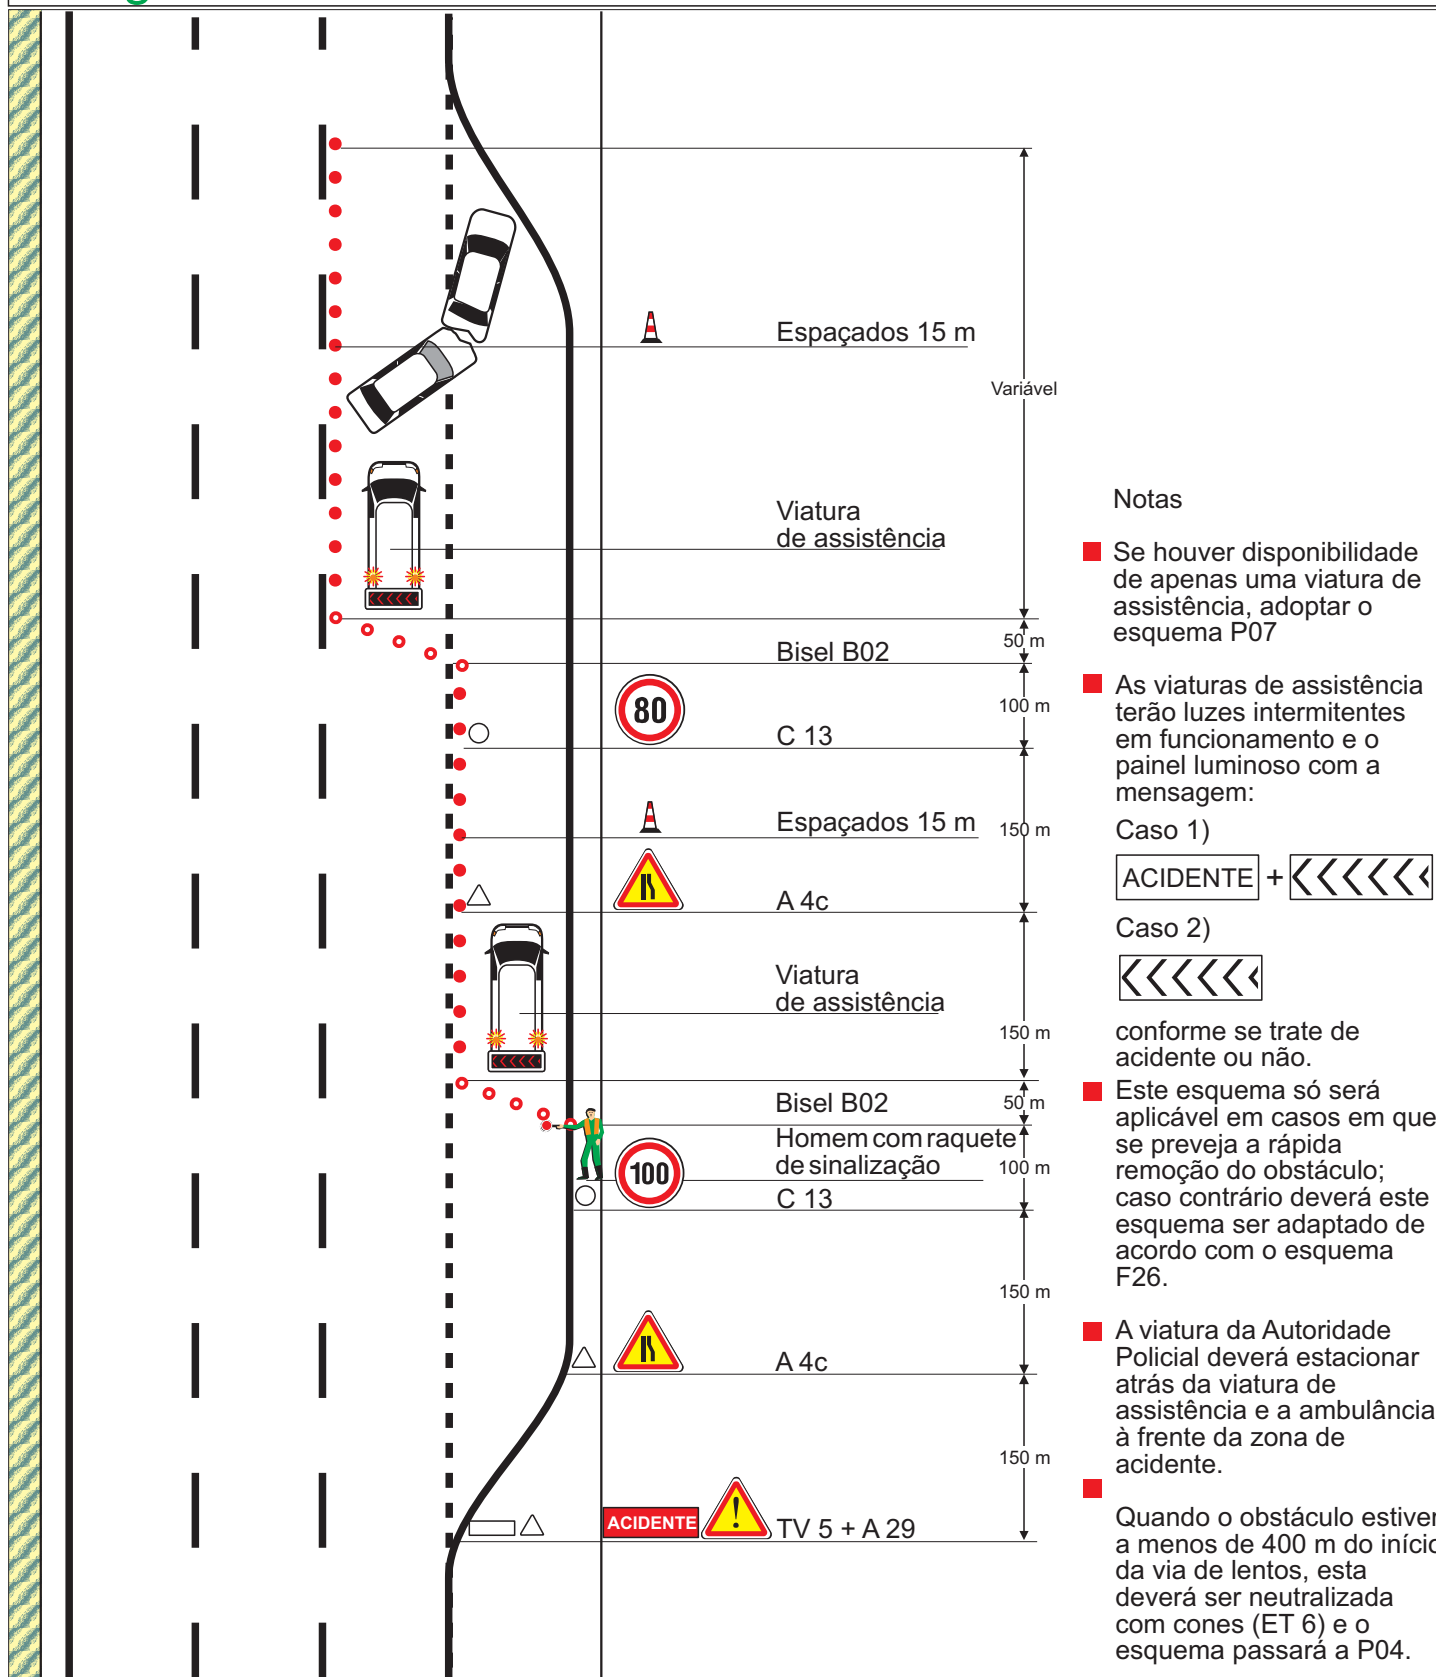 Espaçados 15 m
Variável
Viatura
de assistência
50 m
Bisel B02
80
100 m
C 13
Espaçados 15 m
150 m
A 4c
Viatura
de assistência
150 m
Bisel B02
50 m
Homem com raquete
de sinalização
100
100 m
C 13
150 m
A 4c
150 m
ACIDENTE
!
TV 5 + A 29
Notas
Se houver disponibilidade
de apenas uma viatura de
assistência, adoptar o
esquema P07
As viaturas de assistência
terão luzes intermitentes
em funcionamento e o
painel luminoso com a
mensagem:
Caso 1)
ACIDENTE +
Caso 2)
conforme se trate de
acidente ou não.
Este esquema só será
aplicável em casos em que
se preveja a rápida
remoção do obstáculo;
caso contrário deverá este
esquema ser adaptado de
acordo com o esquema
F26.
A viatura da Autoridade
Policial deverá estacionar
atrás da viatura de
assistência e a ambulância
à frente da zona de
acidente.
Quando o obstáculo estiver
a menos de 400 m do início
da via de lentos, esta
deverá ser neutralizada
com cones (ET 6) e o
esquema passará a P04.